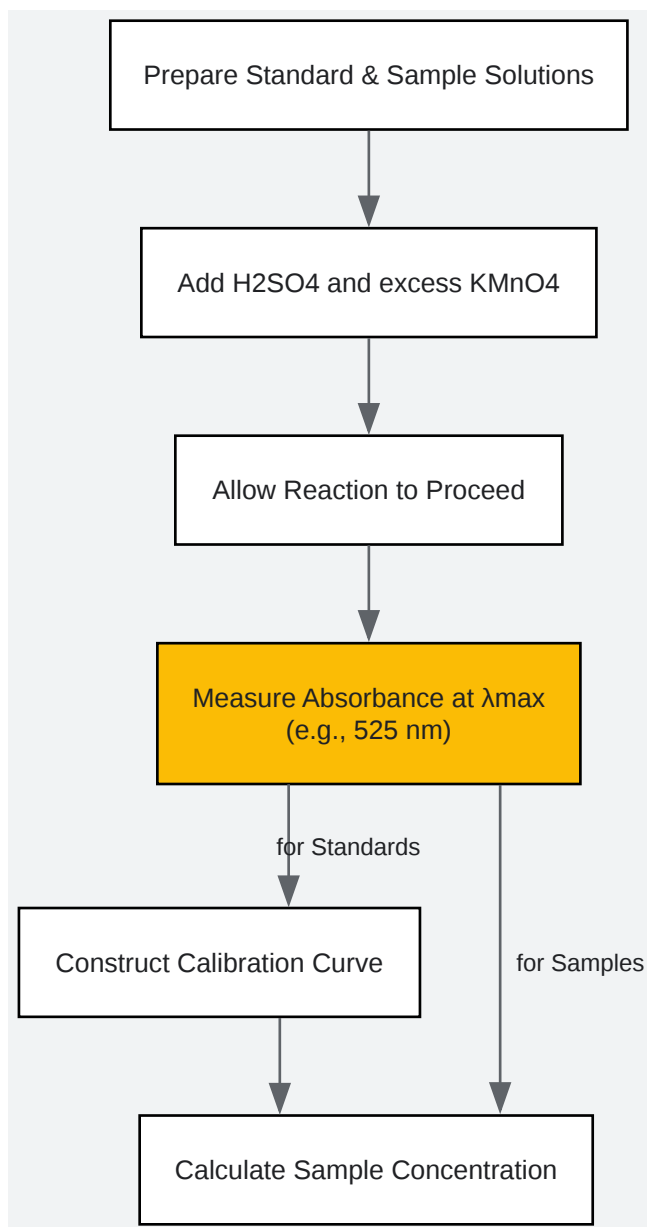 Prepare Standard & Sample Solutions
Add H2SO4 and excess KMnO4
Allow Reaction to Proceed
Measure Absorbance at λmax
(e.g., 525 nm)
for Standards
Construct Calibration Curve
for Samples
Calculate Sample Concentration